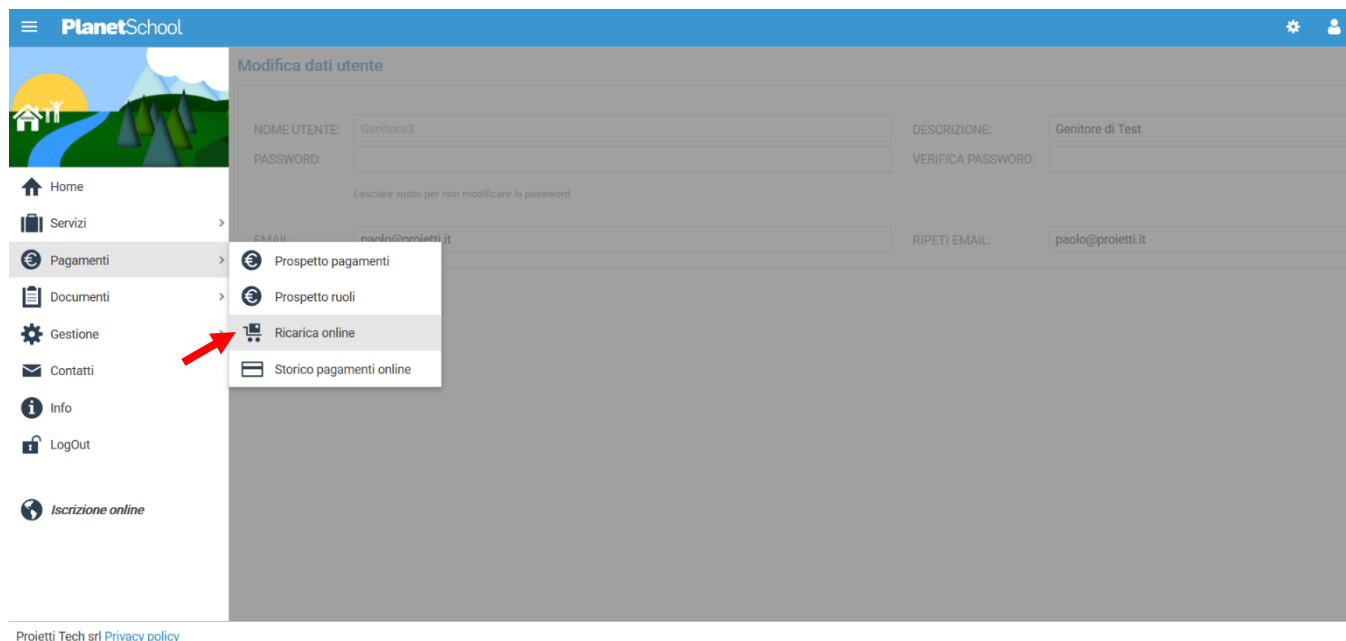 PlanetSchool
Modifica dati utente
NOME UTENTE: Genitore3 DESCRIZIONE: Genitore di Test
PASSWORD: VERIFICA PASSWORD:
Lasciare vuoto per non modificare la password
EMAIL: paolo@proietti.it RIPETI EMAIL: paolo@proietti.it
Home
Servizi
Pagamenti
Documenti
Gestione
Contatti
Info
LogOut
Iscrizione online
Prospetto pagamenti
Prospetto ruoli
Ricarica online
Storico pagamenti online
Proietti Tech srl Privacy policy